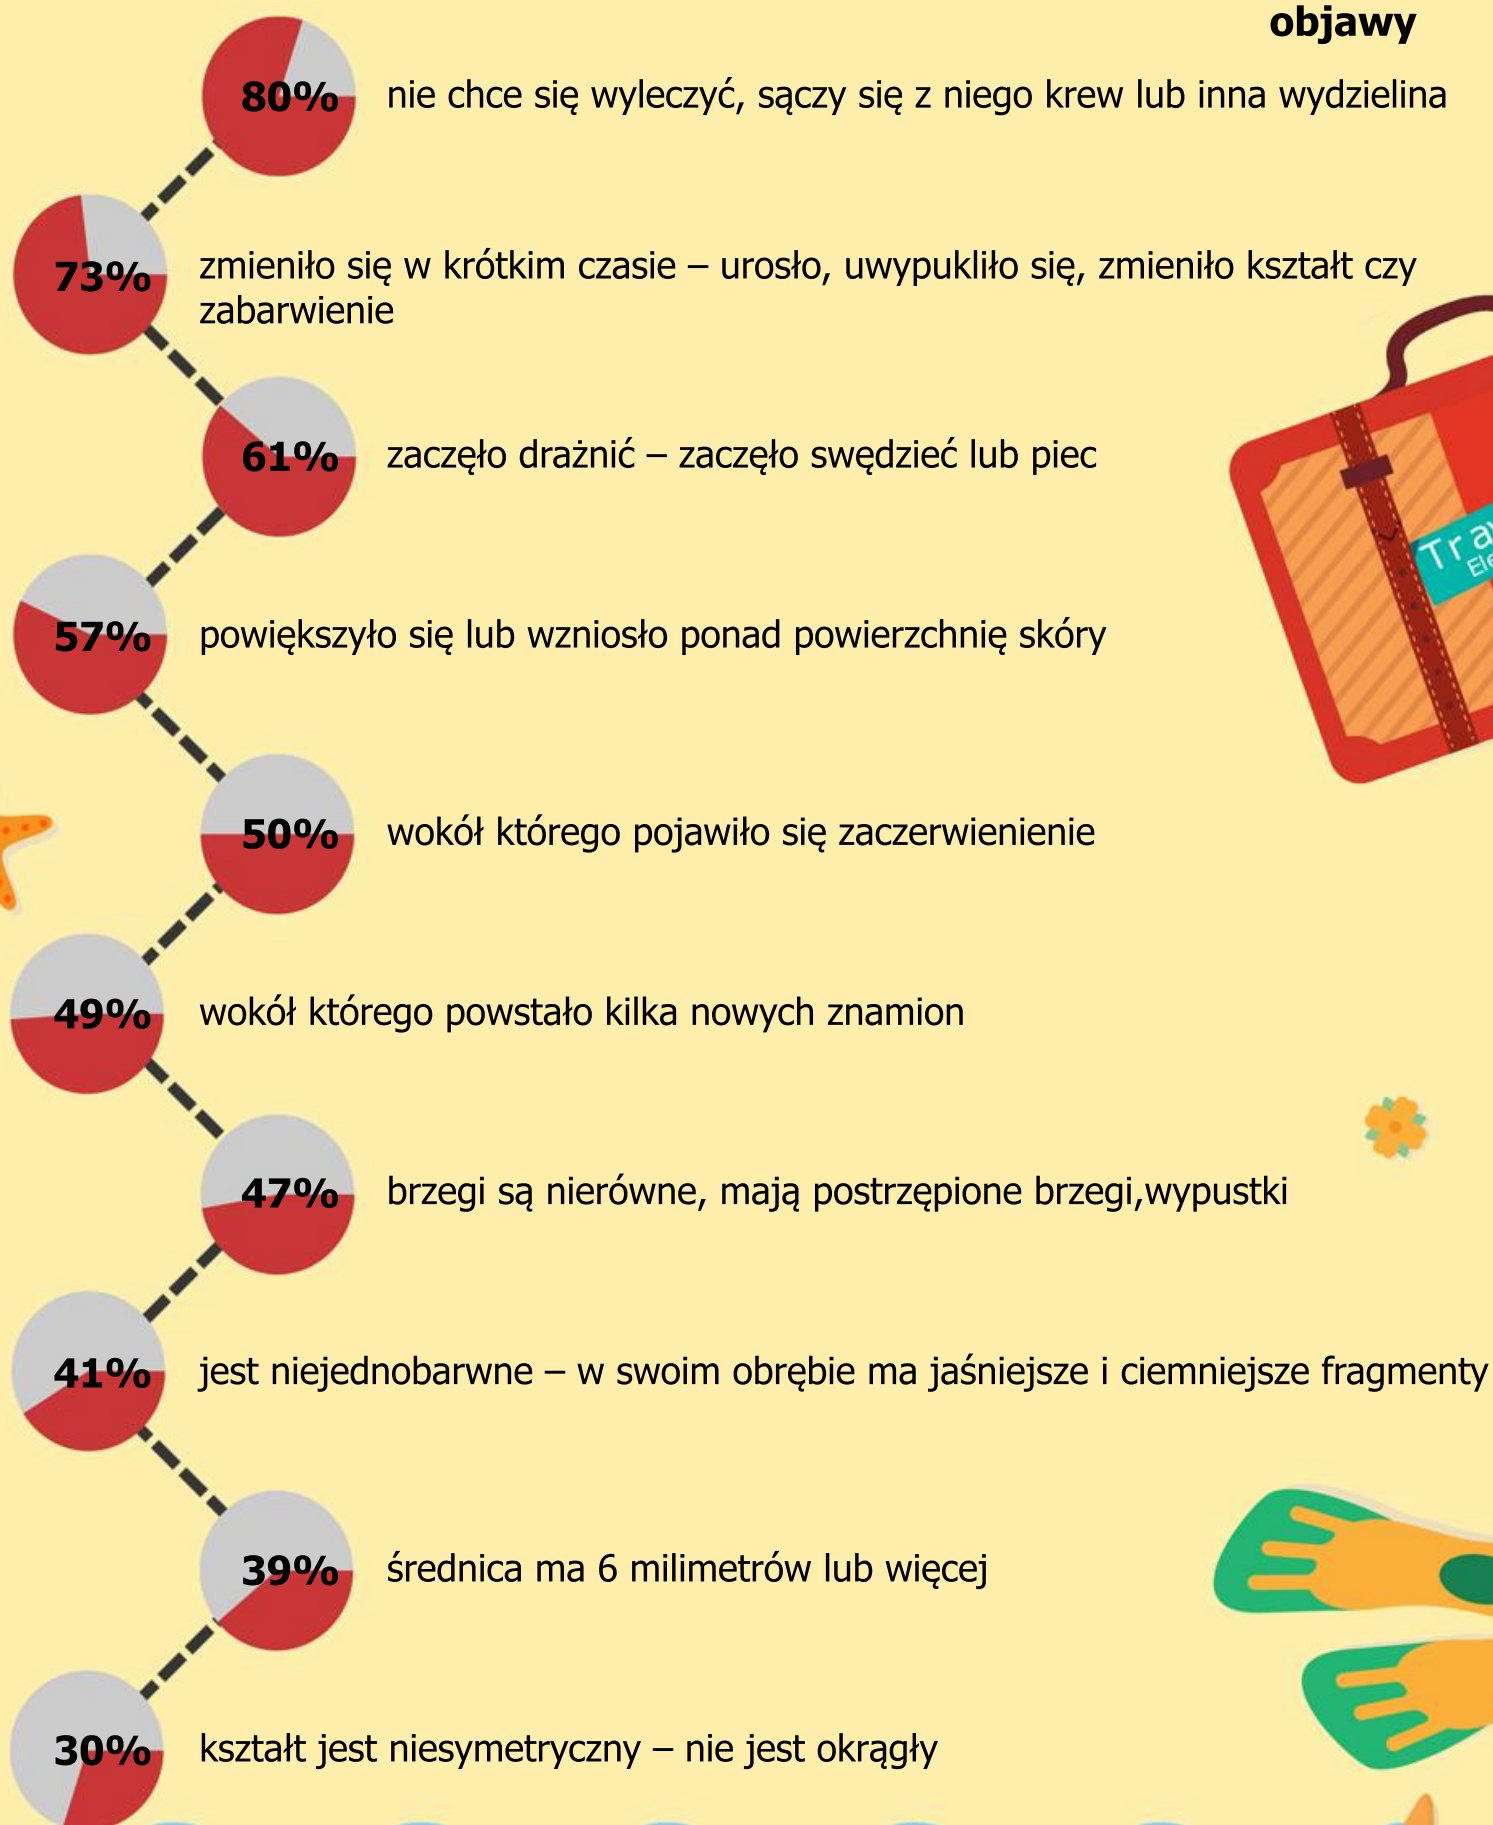 objawy
80% nie chce się wyleczyć, sączy się z niego krew lub inna wydzielina
73% zmieniło się w krótkim czasie – urosło, uwypukliło się, zmieniło kształt czy
zabarwienie
61% zaczęło drażnić – zaczęło swędzieć lub piec
57% powiększyło się lub wzniosło ponad powierzchnię skóry
50% wokół którego pojawiło się zaczerwienienie
49% wokół którego powstało kilka nowych znamion
47% brzegi są nierówne, mają postrzępione brzegi,wypustki
41% jest niejednobarwne – w swoim obrębie ma jaśniejsze i ciemniejsze fragmenty
39% średnica ma 6 milimetrów lub więcej
30% kształt jest niesymetryczny – nie jest okrągły